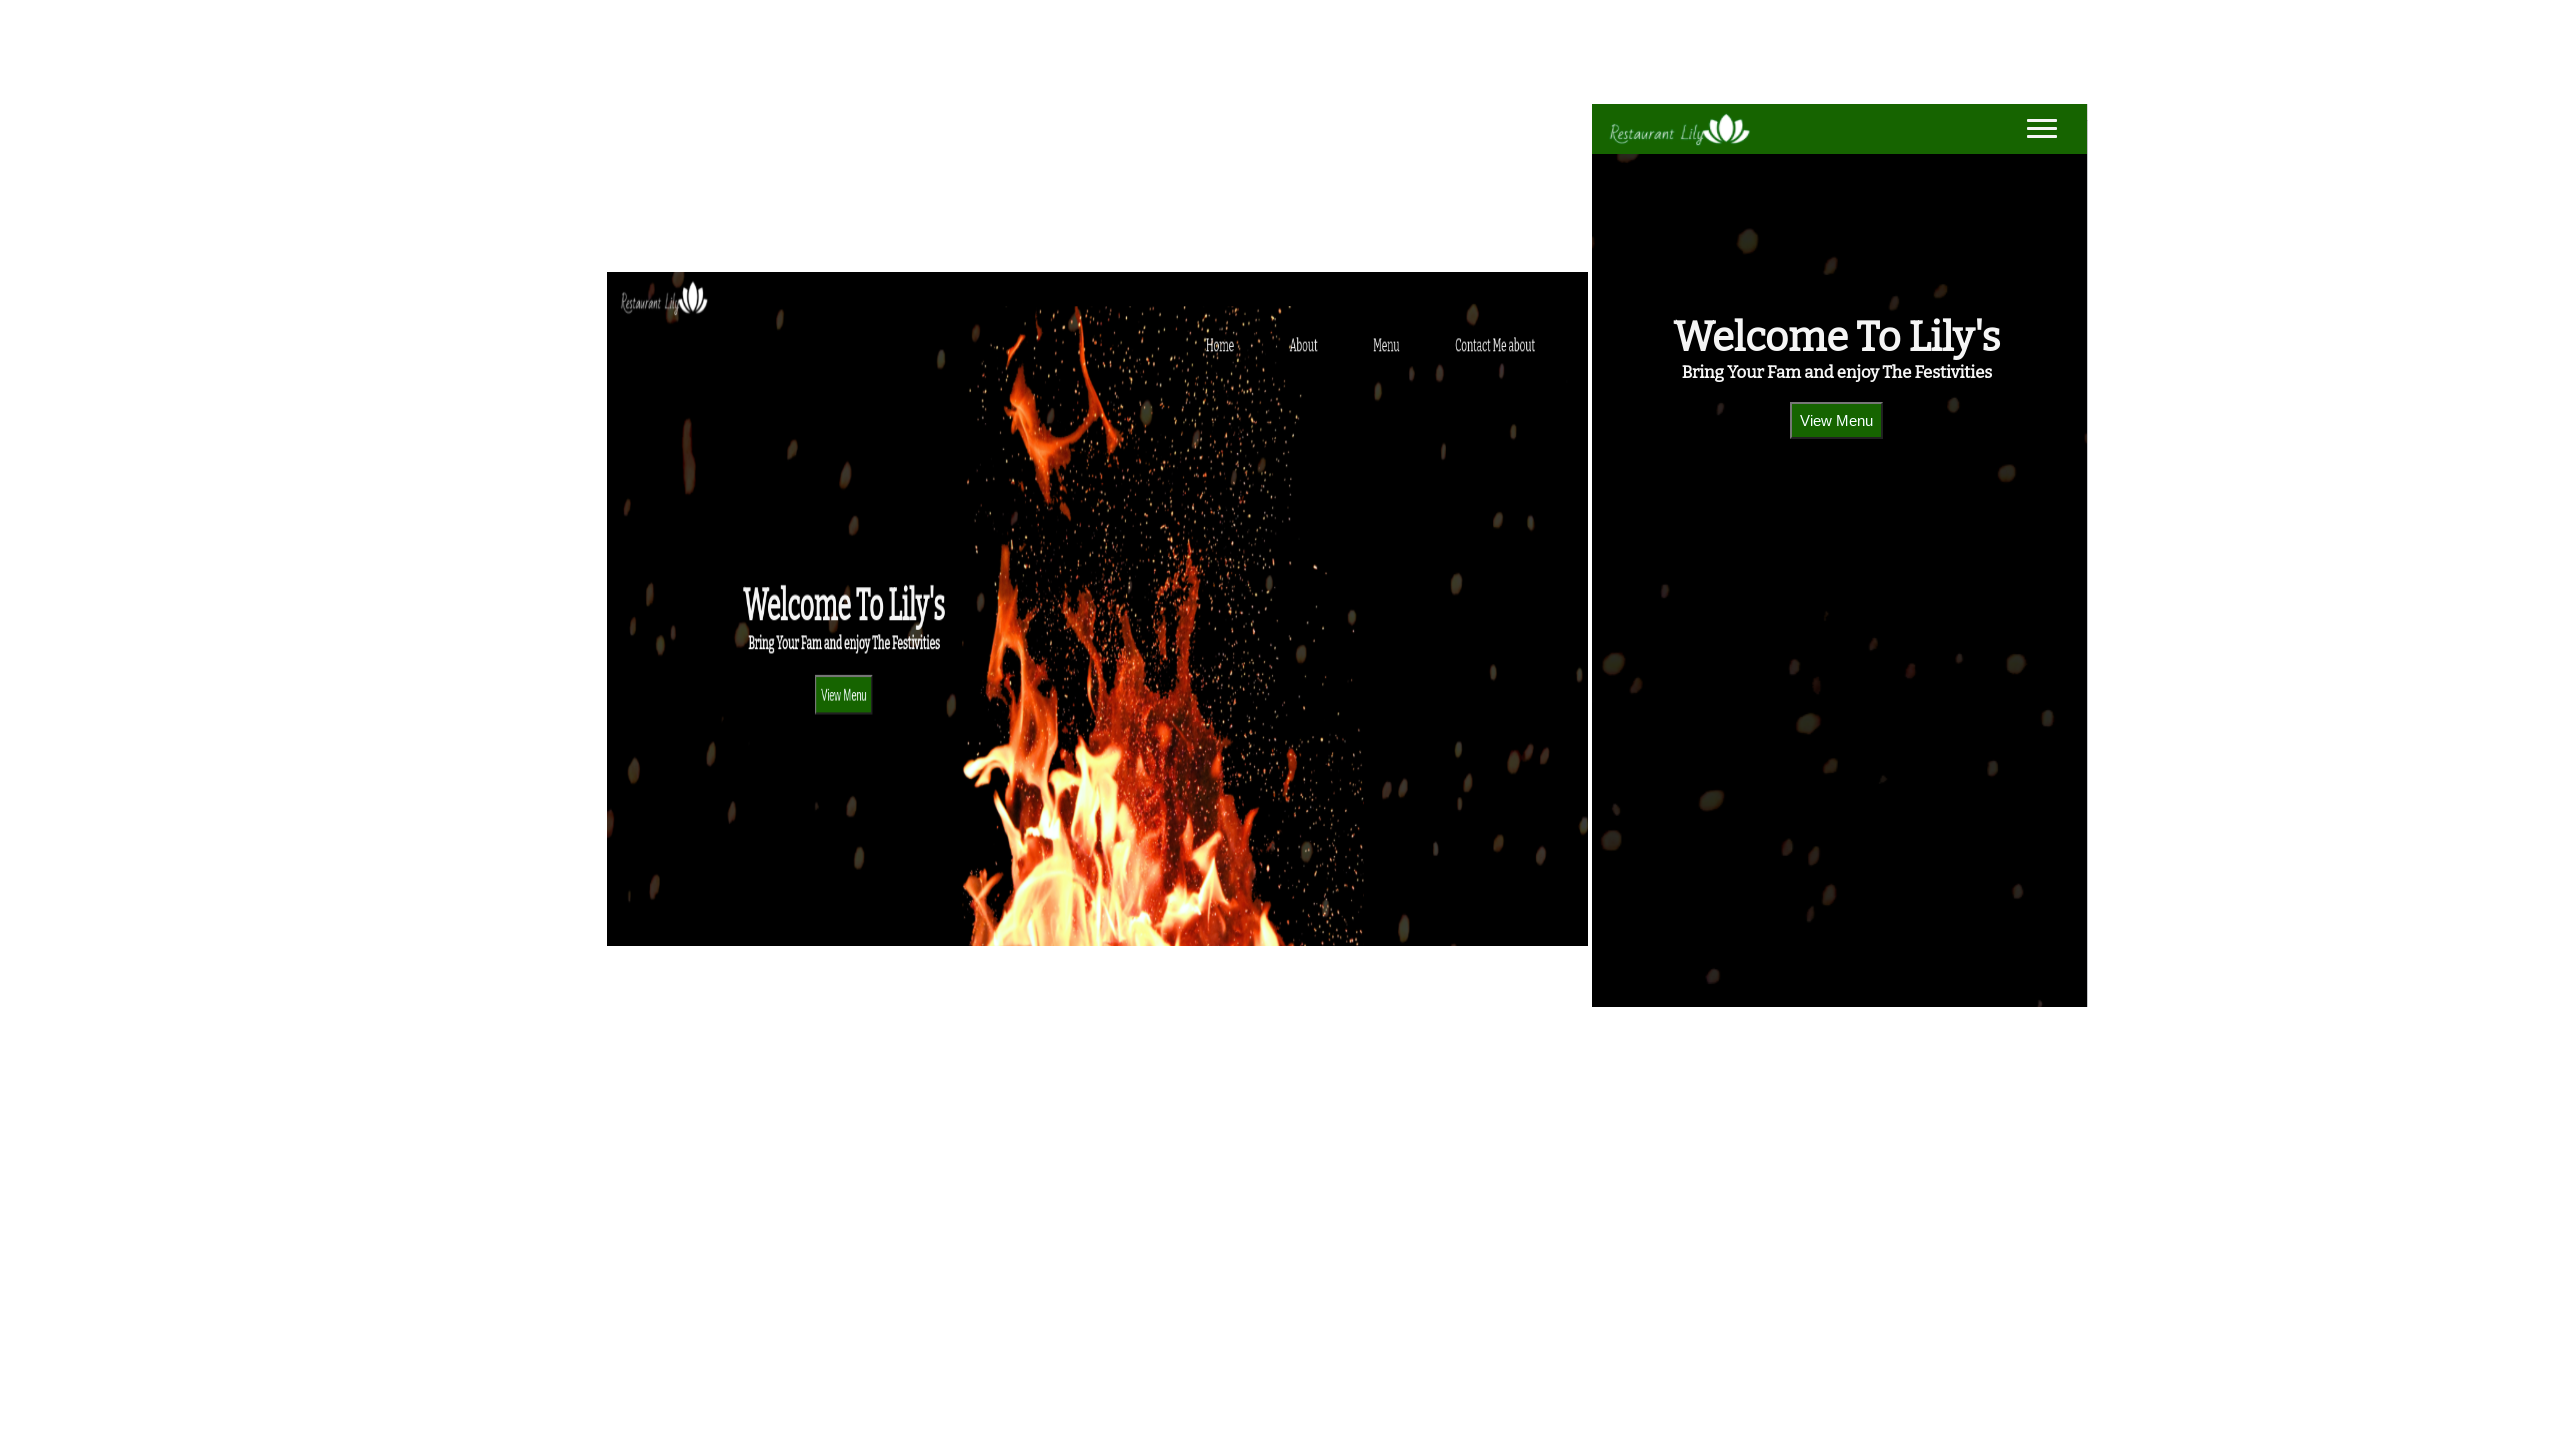 Restaurant Lily
Home About Menu Contact Me about
Welcome To Lily's
Bring Your Fam and enjoy The Festivities
View Menu
Restaurant Lily
Welcome To Lily's
Bring Your Fam and enjoy The Festivities
View Menu